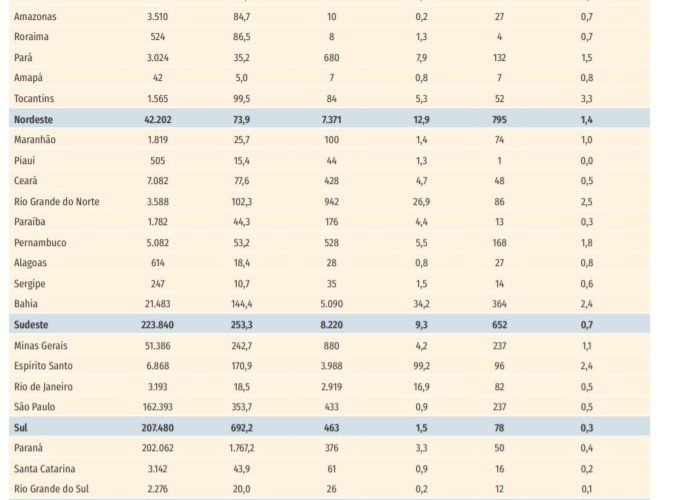 Amazonas 3.510 84,7 10 0,2 27 0,7
Roraima 524 86,5 8 1,3 4 0,7
Pará 3.024 35,2 680 7,9 132 1,5
Amapá 42 5,0 7 0,8 7 0,8
Tocantins 1.565 99,5 84 5,3 52 3,3
Nordeste 42.202 73,9 7.371 12,9 795 1,4
Maranhão 1.819 25,7 100 1,4 74 1,0
Piauí 505 15,4 44 1,3 1 0,0
Ceará 7.082 77,6 428 4,7 48 0,5
Rio Grande do Norte 3.588 102,3 942 26,9 86 2,5
Paraíba 1.782 44,3 176 4,4 13 0,3
Pernambuco 5.082 53,2 528 5,5 168 1,8
Alagoas 614 18,4 28 0,8 27 0,8
Sergipe 247 10,7 35 1,5 14 0,6
Bahia 21.483 144,4 5.090 34,2 364 2,4
Sudeste 223.840 253,3 8.220 9,3 652 0,7
Minas Gerais 51.386 242,7 880 4,2 237 1,1
Espírito Santo 6.868 170,9 3.988 99,2 96 2,4
Rio de Janeiro 3.193 18,5 2.919 16,9 82 0,5
São Paulo 162.393 353,7 433 0,9 237 0,5
Sul 207.480 692,2 463 1,5 78 0,3
Paraná 202.062 1.767,2 376 3,3 50 0,4
Santa Catarina 3.142 43,9 61 0,9 16 0,2
Rio Grande do Sul 2.276 20,0 26 0,2 12 0,1